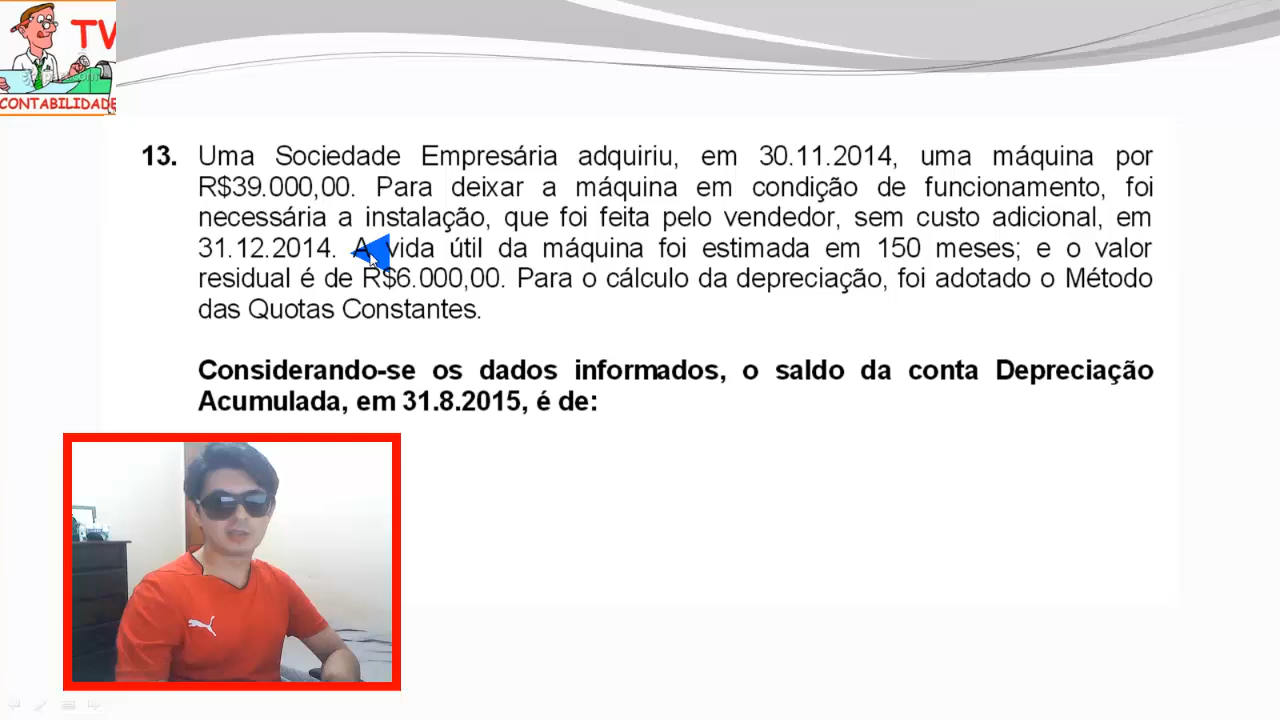 TV
CONTABILIDADE
13. Uma Sociedade Empresária adquiriu, em 30.11.2014, uma máquina por
R$39.000,00. Para deixar a máquina em condição de funcionamento, foi
necessária a instalação, que foi feita pelo vendedor, sem custo adicional, em
31.12.2014. A vida útil da máquina foi estimada em 150 meses; e o valor
residual é de R$6.000,00. Para o cálculo da depreciação, foi adotado o Método
das Quotas Constantes.
Considerando-se os dados informados, o saldo da conta Depreciação
Acumulada, em 31.8.2015, é de: